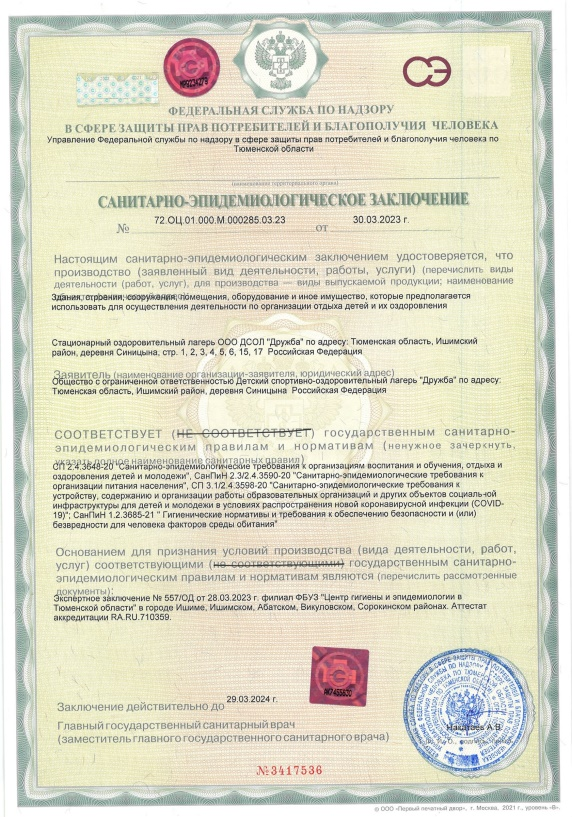 СЭ
ФЕДЕРАЛЬНАЯ СЛУЖБА ПО НАДЗОРУ
В СФЕРЕ ЗАЩИТЫ ПРАВ ПОТРЕБИТЕЛЕЙ И БЛАГОПОЛУЧИЯ ЧЕЛОВЕКА
Управление Федеральной службы по надзору в сфере защиты прав потребителей и благополучия человека по
Тюменской области
(наименование территориального органа)
САНИТАРНО-ЭПИДЕМИОЛОГИЧЕСКОЕ ЗАКЛЮЧЕНИЕ
№ 72.ОЦ.01.000.М.000285.03.23 от 30.03.2023 г.
Настоящим санитарно-эпидемиологическим заключением удостоверяется, что
производство (заявленный вид деятельности, работы, услуги) (перечислить виды
деятельности (работ, услуг), для производства — виды выпускаемой продукции; наименование
Здания, строения, сооружения, помещения, оборудование и иное имущество, которые предполагается
использовать для осуществления деятельности по организации отдыха детей и их оздоровления
Стационарный оздоровительный лагерь ООО ДСОЛ "Дружба" по адресу: Тюменская область, Ишимский
район, деревня Синицына, стр. 1, 2, 3, 4, 5, 6, 15, 17 Российская Федерация
Заявитель (наименование организации-заявителя, юридический адрес)
Общество с ограниченной ответственностью Детский спортивно-оздоровительный лагерь "Дружба" по адресу:
Тюменская область, Ишимский район, деревня Синицына Российская Федерация
СООТВЕТСТВУЕТ (НЕ СООТВЕТСТВУЕТ) государственным санитарно-
эпидемиологическим правилам и нормативам (ненужное зачеркнуть,
указать полное наименование санитарных правил)
СП 2.4.3648-20 "Санитарно-эпидемические требования к организациям воспитания и обучения, отдыха и
оздоровления детей и молодежи", СанПиН 2.3/2.4.3590-20 "Санитарно-эпидемические требования к
организации питания населения", СП 3.1/2.4.3598-20 "Санитарно-эпидемические требования к
устройству, содержанию и организации работы образовательных организаций и других объектов социальной
инфраструктуры для детей и молодежи в условиях распространения новой коронавирусной инфекции (COVID-
19)"; СанПиН 1.2.3685-21 " Гигиенические нормативы и требования к обеспечению безопасности и (или)
безвредности для человека факторов среды обитания"
Основанием для признания условий производства (вида деятельности, работ,
услуг) соответствующими (не соответствующими) государственным санитарно-
эпидемиологическим правилам и нормативам являются (перечислить рассмотренные
документы):
Экспертное заключение № 557/ОД от 28.03.2023 г. филиал ФБУЗ "Центр гигиены и эпидемиологии в
Тюменской области" в городе Ишиме, Ишимском, Абатском, Викуловском, Сорокинском районах. Аттестат
аккредитации RA.RU.710359.
Заключение действительно до 29.03.2024 г.
Главный государственный санитарный врач
(заместитель главного государственного санитарного врача)
№3417536
© ООО «Первый печатный двор», г. Москва, 2021 г., уровень «В».